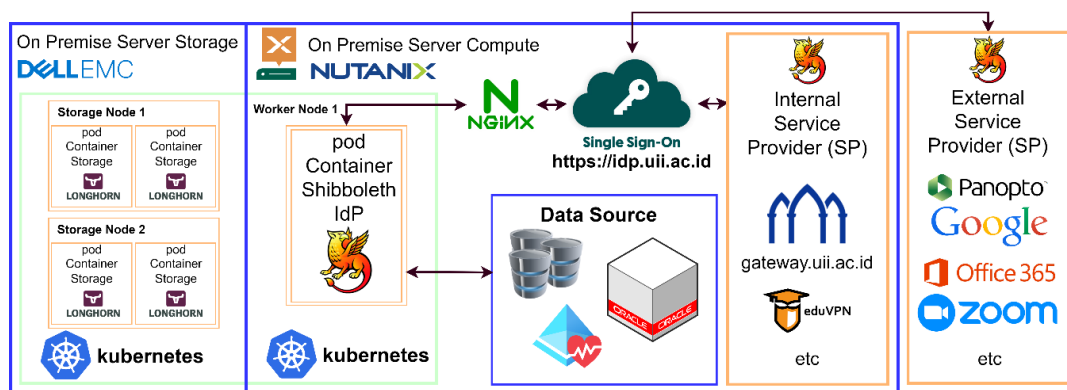 On Premise Server Storage
DELLEMC
Storage Node 1
pod
Container
Storage
LONGHORN
pod
Container
Storage
LONGHORN
Storage Node 2
pod
Container
Storage
LONGHORN
pod
Container
Storage
LONGHORN
kubernetes
On Premise Server Compute
NUTANIX
Worker Node 1
pod
Container
Shibboleth
IdP
kubernetes
NGiNX
Single Sign-On
https://idp.uii.ac.id
Data Source
ORACLE
ORACLE
Internal
Service
Provider (SP)
gateway.uii.ac.id
eduVPN
etc
External
Service
Provider (SP)
Panopto
Google
Office 365
zoom
etc